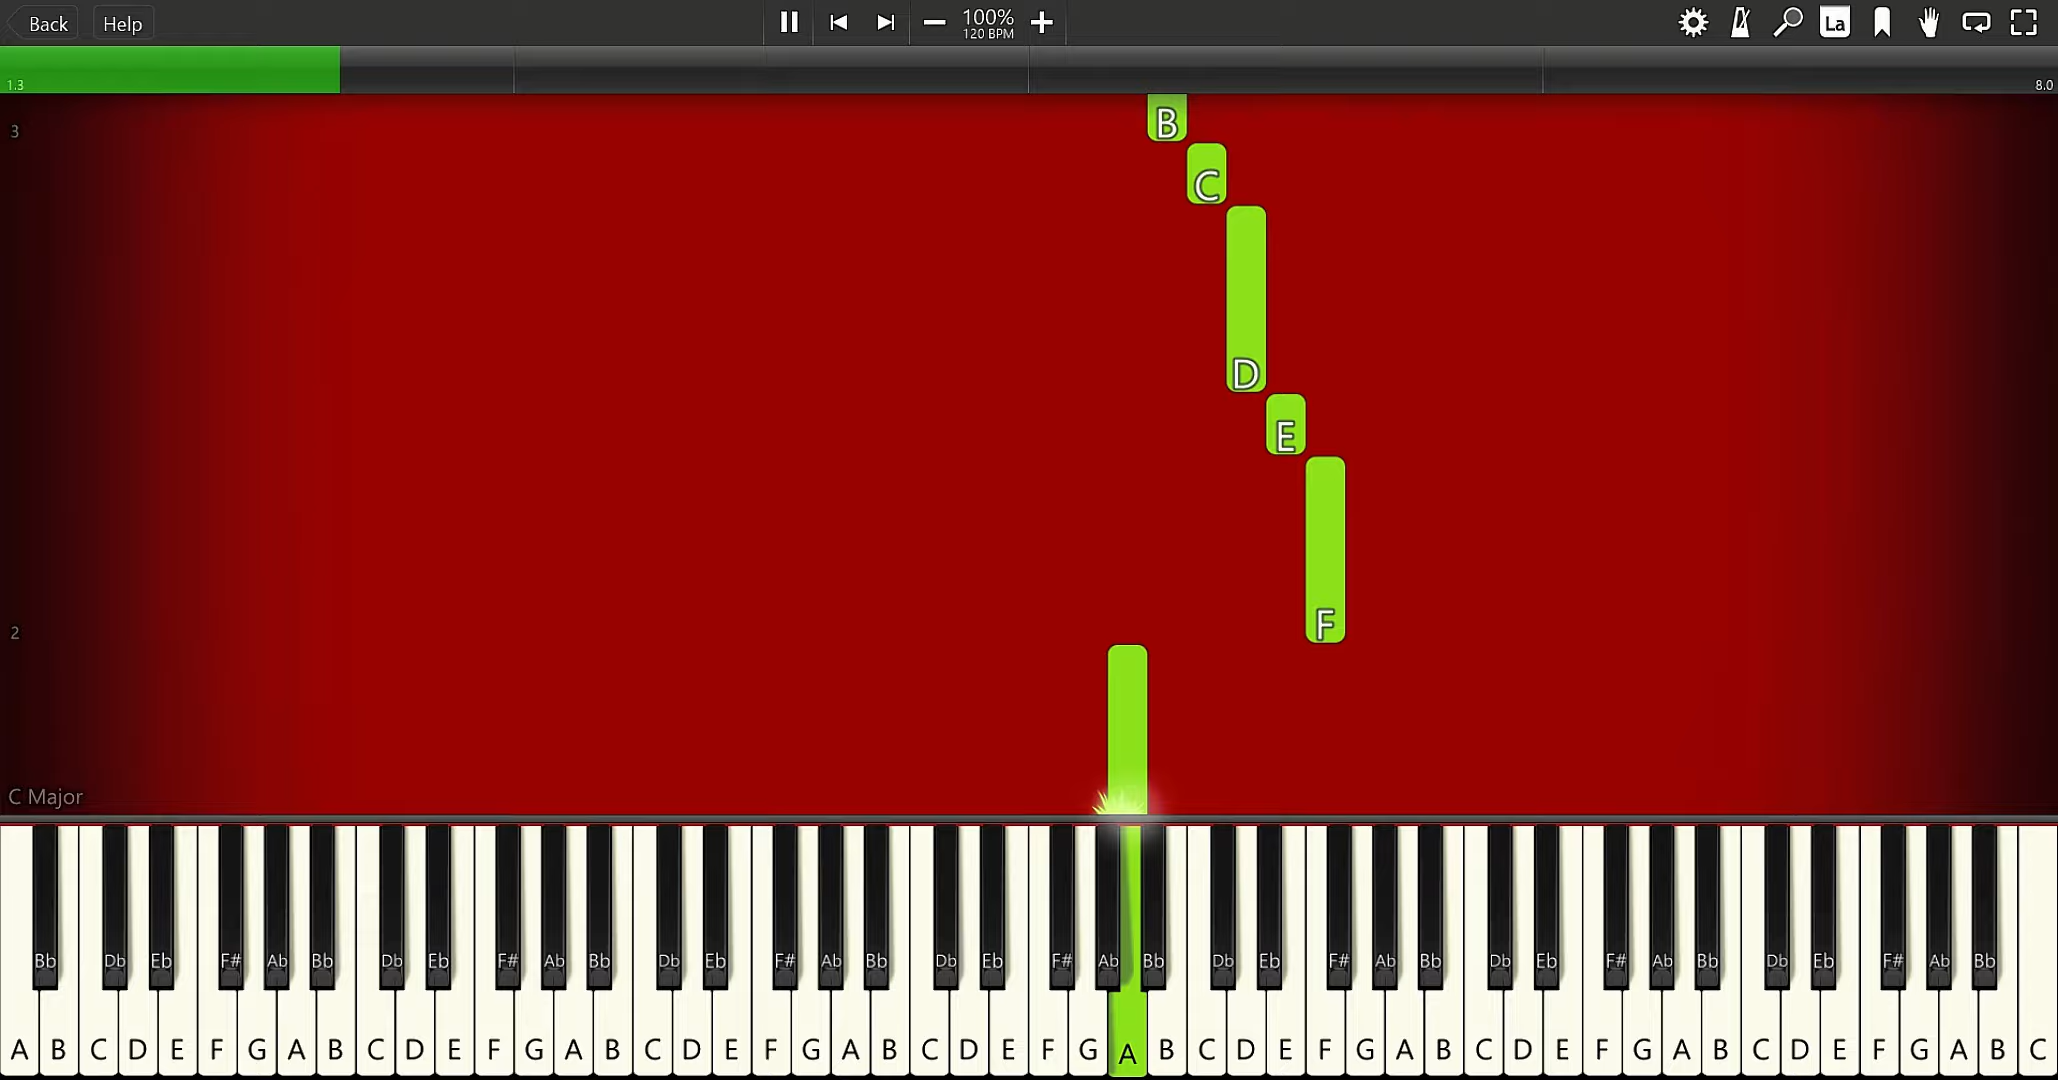 Back Help 100% La
120 BPM
1.3 8.0
B
3
C
D
E
F
2
C Major
Bb Db Eb F# Ab Bb Db Eb F# Ab Bb Db Eb F# Ab Bb Db Eb F# Ab Bb Db Eb F# Ab Bb Db Eb F# Ab Bb Db Eb F# Ab Bb
A B C D E F G A B C D E F G A B C D E F G A B C D E F G A B C D E F G A B C D E F G A B C D E F G A B C